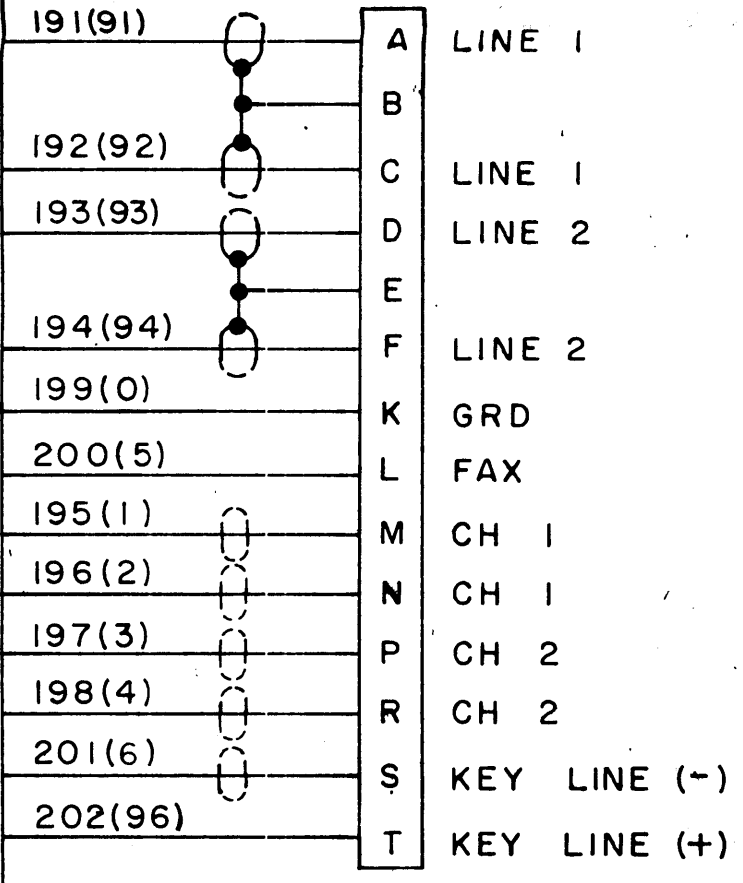 191(91) A LINE 1
B
192(92) C LINE 1
193(93) D LINE 2
E
194(94) F LINE 2
199(0) K GRD
200(5) L FAX
195(1) M CH 1
196(2) N CH 1
197(3) P CH 2
198(4) R CH 2
201(6) S KEY LINE (-)
202(96) T KEY LINE (+)